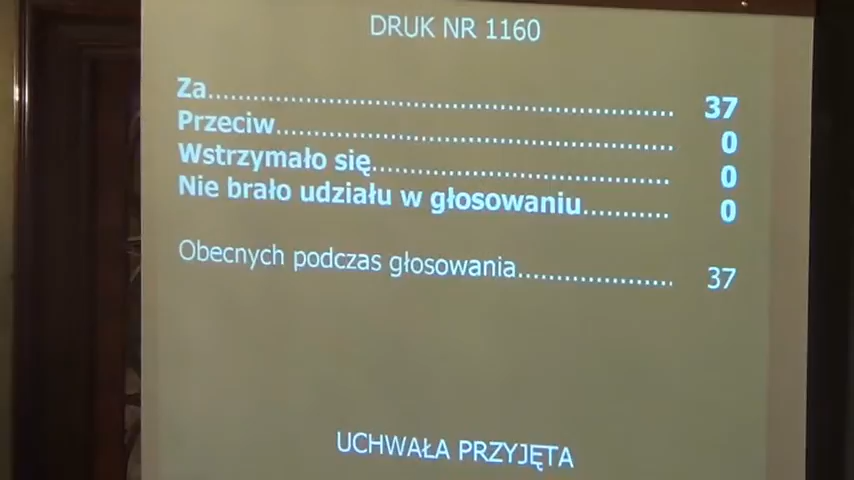 DRUK NR 1160
Za........................................................... 37
Przeciw.................................................. 0
Wstrzymało się..................................... 0
Nie brało udziału w głosowaniu........... 0
Obecnych podczas głosowania................... 37
UCHWAŁA PRZYJĘTA